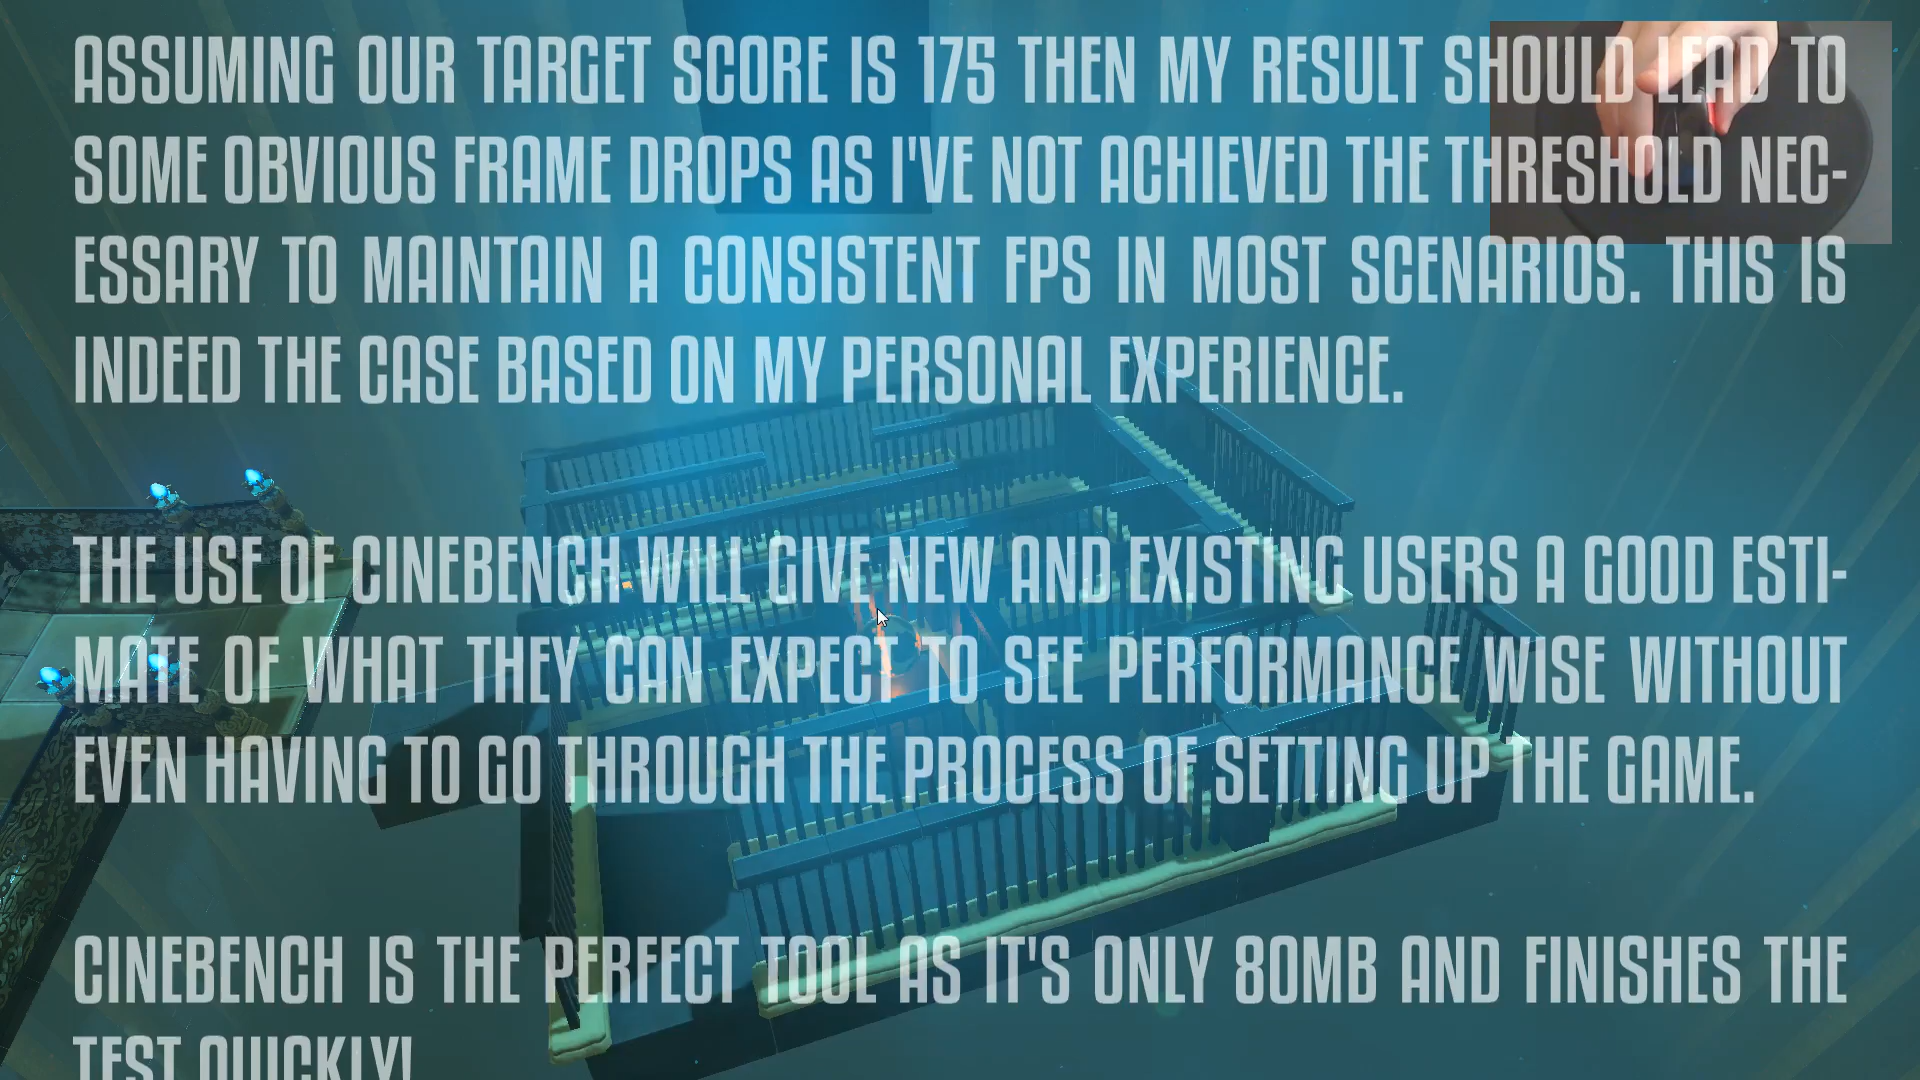 ASSUMING OUR TARGET SCORE IS 175 THEN MY RESULT SHOULD LEAD TO
SOME OBVIOUS FRAME DROPS AS I'VE NOT ACHIEVED THE THRESHOLD NEC-
ESSARY TO MAINTAIN A CONSISTENT FPS IN MOST SCENARIOS. THIS IS
INDEED THE CASE BASED ON MY PERSONAL EXPERIENCE.
THE USE OF CINEBENCH WILL GIVE NEW AND EXISTING USERS A GOOD ESTI-
MATE OF WHAT THEY CAN EXPECT TO SEE PERFORMANCE WISE WITHOUT
EVEN HAVING TO GO THROUGH THE PROCESS OF SETTING UP THE GAME.
CINEBENCH IS THE PERFECT TOOL AS IT'S ONLY 80MB AND FINISHES THE
TEST QUICKLY!